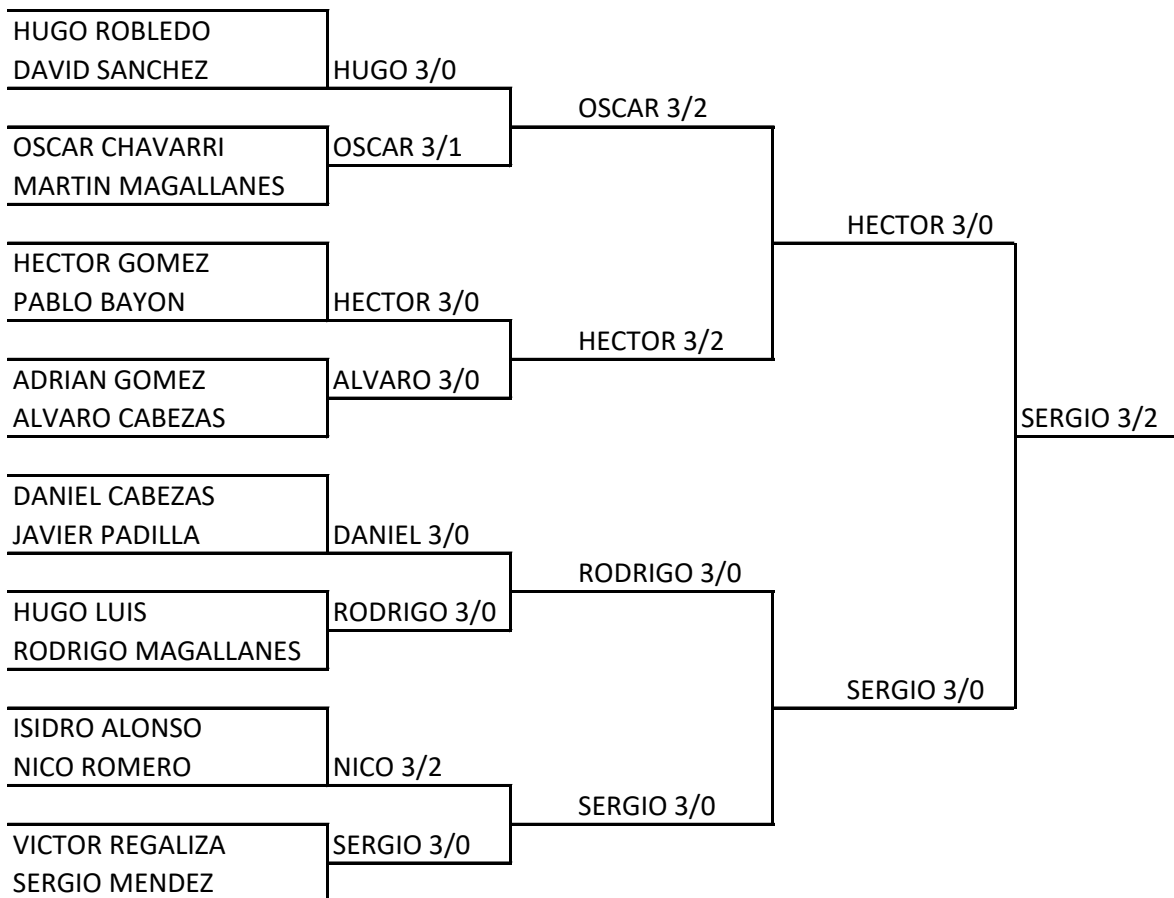 HUGO ROBLEDO
DAVID SANCHEZ
HUGO 3/0
OSCAR 3/2
OSCAR CHAVARRI
OSCAR 3/1
MARTIN MAGALLANES
HECTOR 3/0
HECTOR GOMEZ
PABLO BAYON
HECTOR 3/0
HECTOR 3/2
ADRIAN GOMEZ
ALVARO 3/0
ALVARO CABEZAS
SERGIO 3/2
DANIEL CABEZAS
JAVIER PADILLA
DANIEL 3/0
RODRIGO 3/0
HUGO LUIS
RODRIGO 3/0
RODRIGO MAGALLANES
SERGIO 3/0
ISIDRO ALONSO
NICO ROMERO
NICO 3/2
SERGIO 3/0
VICTOR REGALIZA
SERGIO 3/0
SERGIO MENDEZ